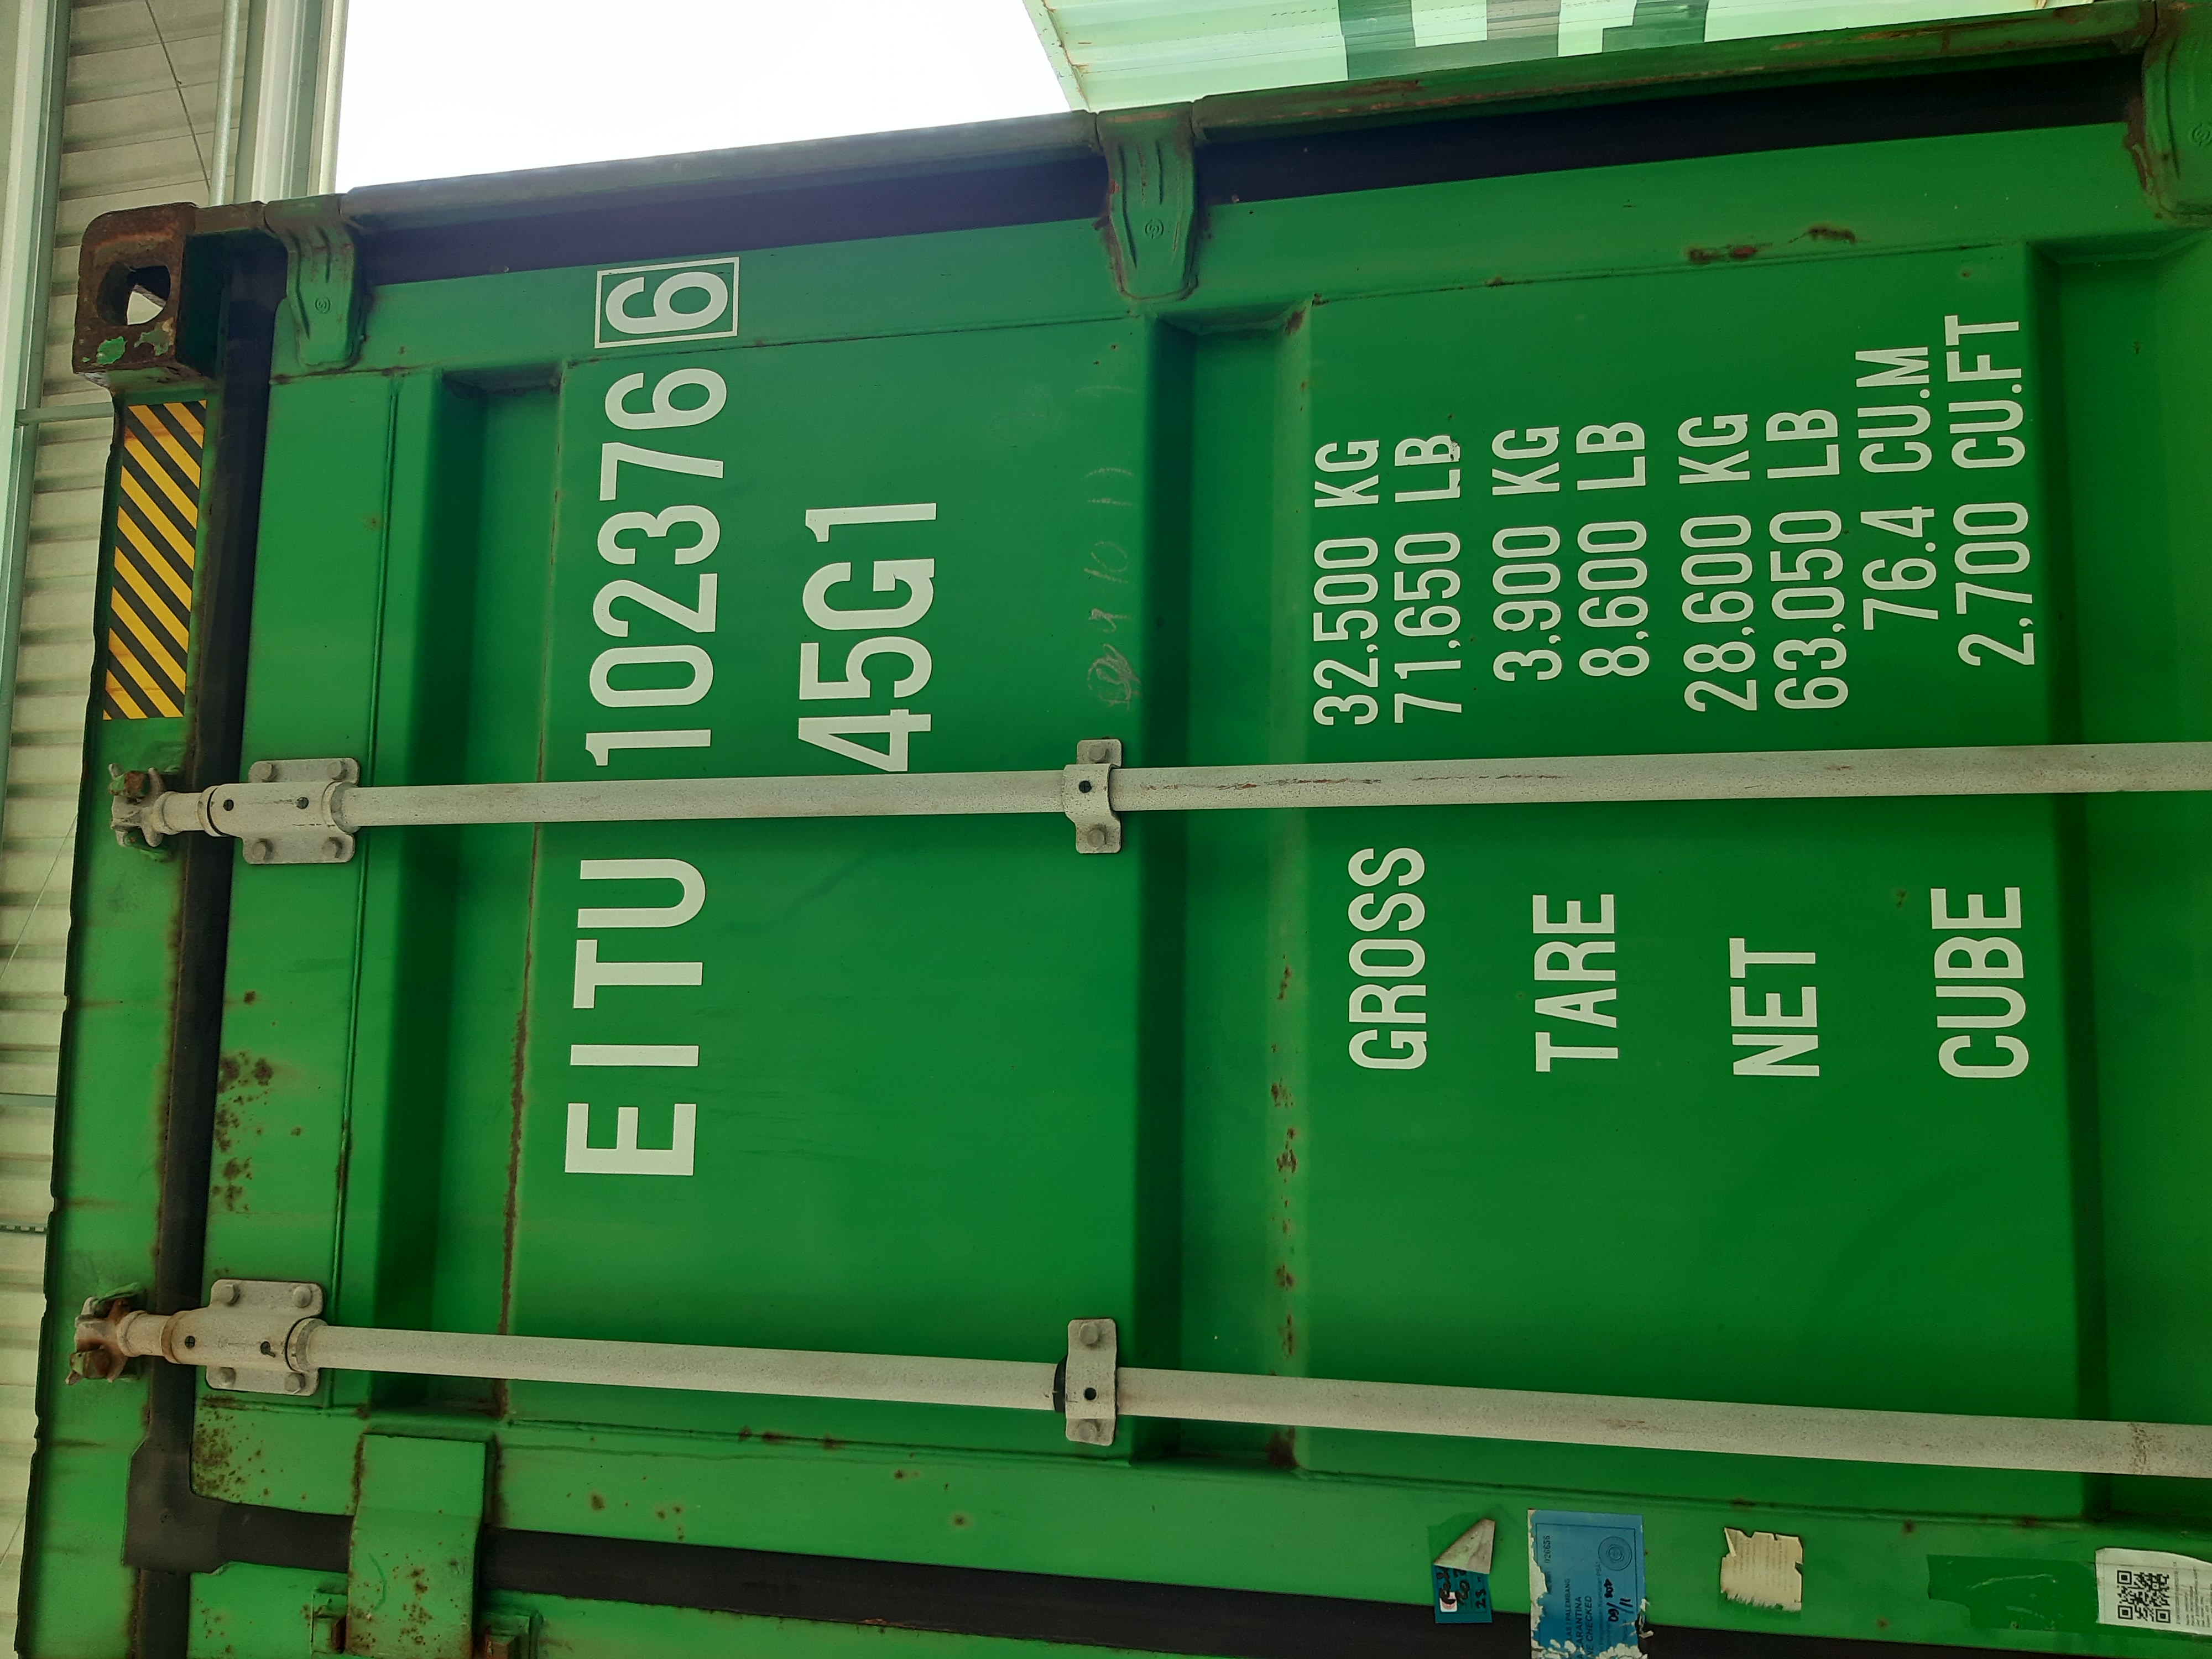 EITU 102376 6
45G1
GROSS 32,500 KG
71,650 LB
TARE 3,900 KG
8,600 LB
NET 28,600 KG
63,050 LB
CUBE 76.4 CU.M
2,700 CU.FT